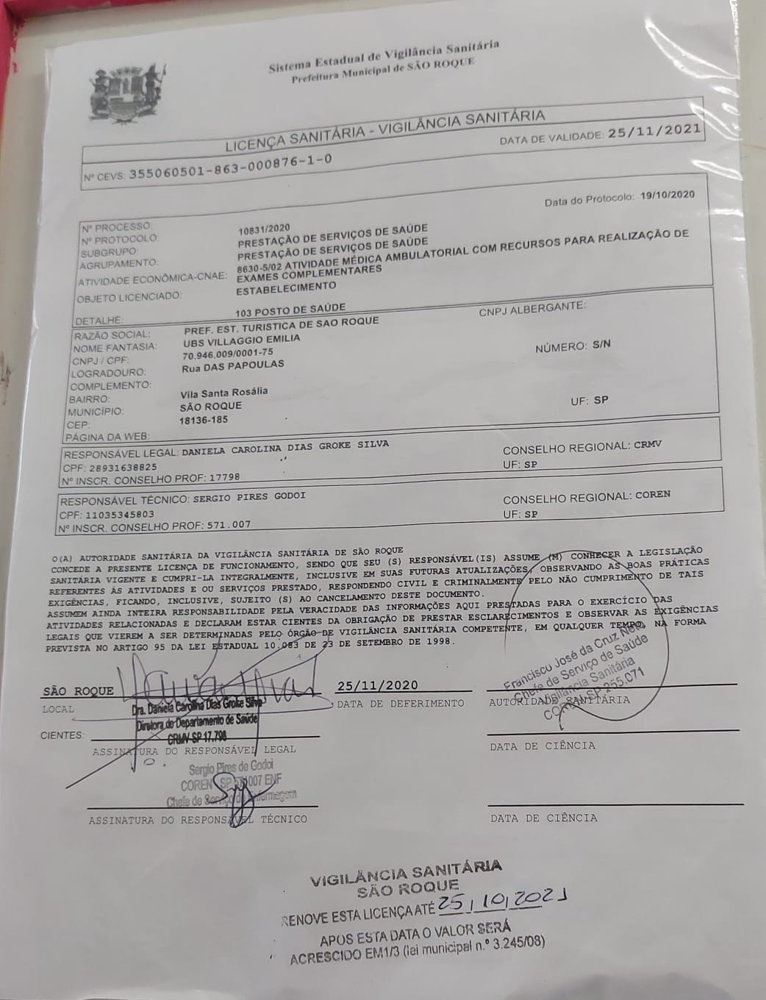 Sistema Estadual de Vigilância Sanitária
Prefeitura Municipal de SÃO ROQUE
LICENÇA SANITÁRIA - VIGILÂNCIA SANITÁRIA
Nº CEVS: 355060501-863-000876-1-0 DATA DE VALIDADE: 25/11/2021
Nº PROCESSO: Data do Protocolo: 19/10/2020
Nº PROTOCOLO: 10831/2020
SUBGRUPO: PRESTAÇÃO DE SERVIÇOS DE SAÚDE
AGRUPAMENTO: PRESTAÇÃO DE SERVIÇOS DE SAÚDE
ATIVIDADE ECONÔMICA-CNAE: 8630-5/02 ATIVIDADE MÉDICA AMBULATORIAL COM RECURSOS PARA REALIZAÇÃO DE
EXAMES COMPLEMENTARES
OBJETO LICENCIADO: ESTABELECIMENTO
DETALHE: 103 POSTO DE SAÚDE
RAZÃO SOCIAL: PREF. EST. TURISTICA DE SAO ROQUE CNPJ ALBERGANTE:
NOME FANTASIA: UBS VILLAGGIO EMILIA
CNPJ / CPF: 70.946.009/0001-75
LOGRADOURO: Rua DAS PAPOULAS NÚMERO: S/N
COMPLEMENTO:
BAIRRO: Vila Santa Rosália
MUNICÍPIO: SÃO ROQUE UF: SP
CEP: 18136-185
PÁGINA DA WEB:
RESPONSÁVEL LEGAL: DANIELA CAROLINA DIAS GROKE SILVA CONSELHO REGIONAL: CRMV
CPF: 28931638825 UF: SP
Nº INSCR. CONSELHO PROF: 17798
RESPONSÁVEL TÉCNICO: SERGIO PIRES GODOI CONSELHO REGIONAL: COREN
CPF: 11035345803 UF: SP
Nº INSCR. CONSELHO PROF: 571.007
O(A) AUTORIDADE SANITÁRIA DA VIGILÂNCIA SANITÁRIA DE SÃO ROQUE
CONCEDE A PRESENTE LICENÇA DE FUNCIONAMENTO, SENDO QUE SEU (S) RESPONSÁVEL(IS) ASSUME (M) CONHECER A LEGISLAÇÃO
SANITÁRIA VIGENTE E CUMPRI-LA INTEGRALMENTE, INCLUSIVE EM SUAS FUTURAS ATUALIZAÇÕES, OBSERVANDO AS BOAS PRÁTICAS
REFERENTES ÀS ATIVIDADES E OU SERVIÇOS PRESTADO, RESPONDENDO CIVIL E CRIMINALMENTE PELO NÃO CUMPRIMENTO DE TAIS
EXIGÊNCIAS, FICANDO, INCLUSIVE, SUJEITO (S) AO CANCELAMENTO DESTE DOCUMENTO.
ASSUMEM AINDA INTEIRA RESPONSABILIDADE PELA VERACIDADE DAS INFORMAÇÕES AQUI PRESTADAS PARA O EXERCÍCIO DAS
ATIVIDADES RELACIONADAS E DECLARAM ESTAR CIENTES DA OBRIGAÇÃO DE PRESTAR ESCLARECIMENTOS E OBSERVAR AS EXIGÊNCIAS
LEGAIS QUE VIEREM A SER DETERMINADAS PELO ÓRGÃO DE VIGILÂNCIA SANITÁRIA COMPETENTE, EM QUALQUER TEMPO, NA FORMA
PREVISTA NO ARTIGO 95 DA LEI ESTADUAL 10.083 DE 23 DE SETEMBRO DE 1998.
Francisco José da Cruz Neto
Chefe de Serviço de Saúde
Vigilância Sanitária
SP 255.071
SÃO ROQUE 25/11/2020
LOCAL DATA DE DEFERIMENTO AUTORIDADE SANITÁRIA
Dra. Daniela Carolina Dias Groke Silva
Diretora do Departamento de Saúde
CRMV-SP 17.798
CIENTES:
ASSINATURA DO RESPONSÁVEL LEGAL DATA DE CIÊNCIA
Sergio Pires de Godoi
COREN SP 571007 ENF
Chefe de Serviço de Enfermagem
ASSINATURA DO RESPONSÁVEL TÉCNICO DATA DE CIÊNCIA
VIGILÂNCIA SANITÁRIA
SÃO ROQUE
RENOVE ESTA LICENÇA ATÉ 25/10/2021
APOS ESTA DATA O VALOR SERÁ
ACRESCIDO EM1/3 (lei municipal n.º 3.245/08)